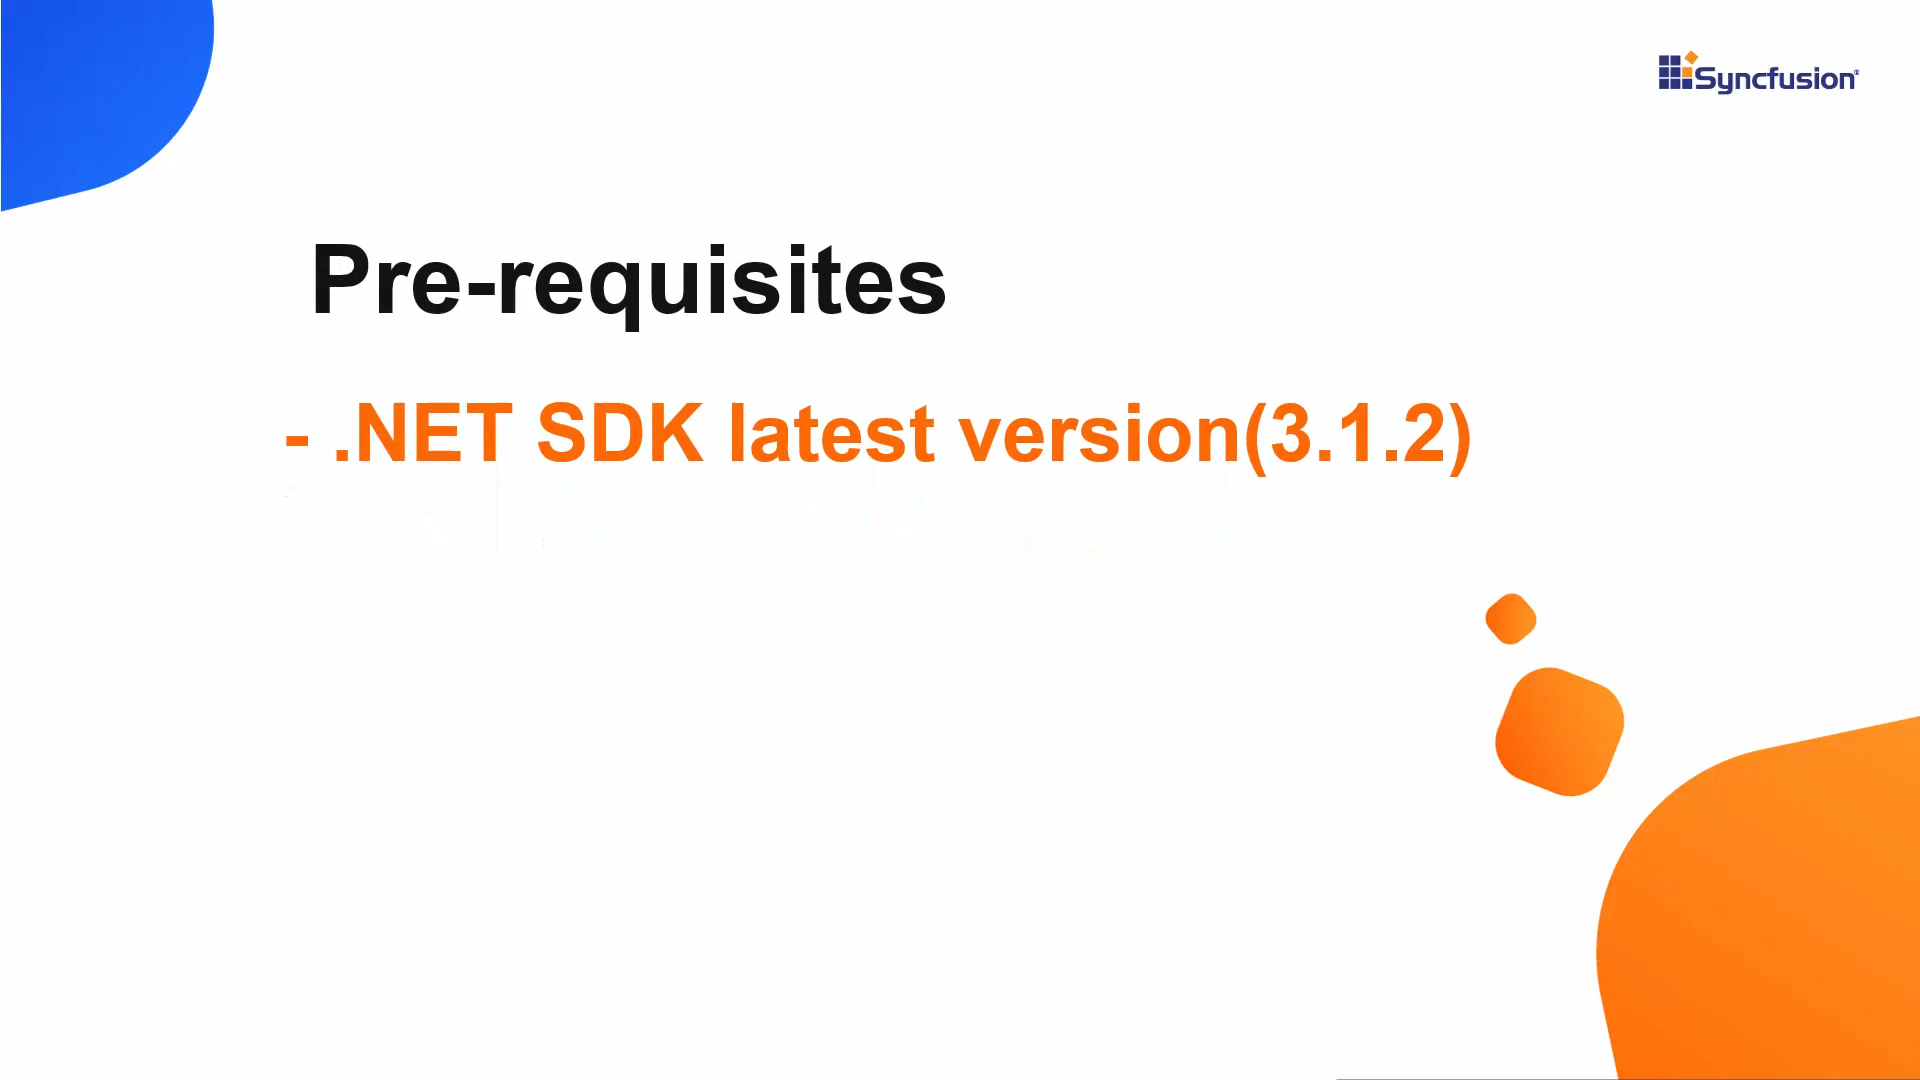 Syncfusion®
Pre-requisites
- .NET SDK latest version(3.1.2)